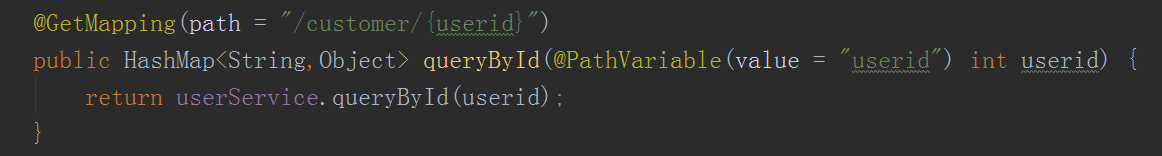 @GetMapping(path = "/customer/{userid}")
public HashMap<String,Object> queryById(@PathVariable(value = "userid") int userid) {
    return userService.queryById(userid);
}